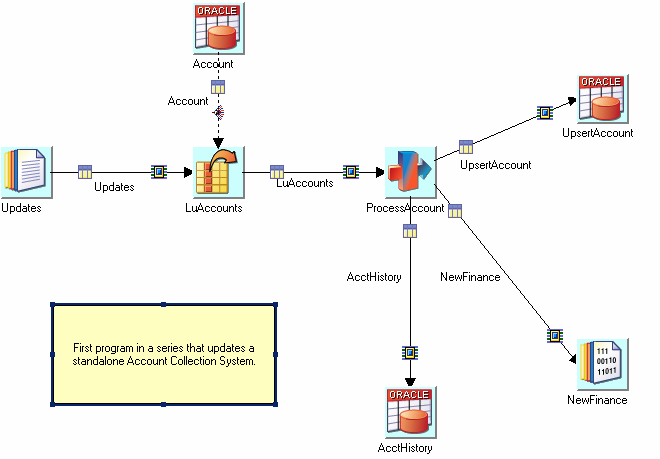 ORACLE
Account
Account
ORACLE
UpsertAccount
UpsertAccount
Updates
Updates
LuAccounts
LuAccounts
ProcessAccount
AcctHistory
NewFinance
First program in a series that updates a
standalone Account Collection System.
111
00110
11011
NewFinance
ORACLE
AcctHistory